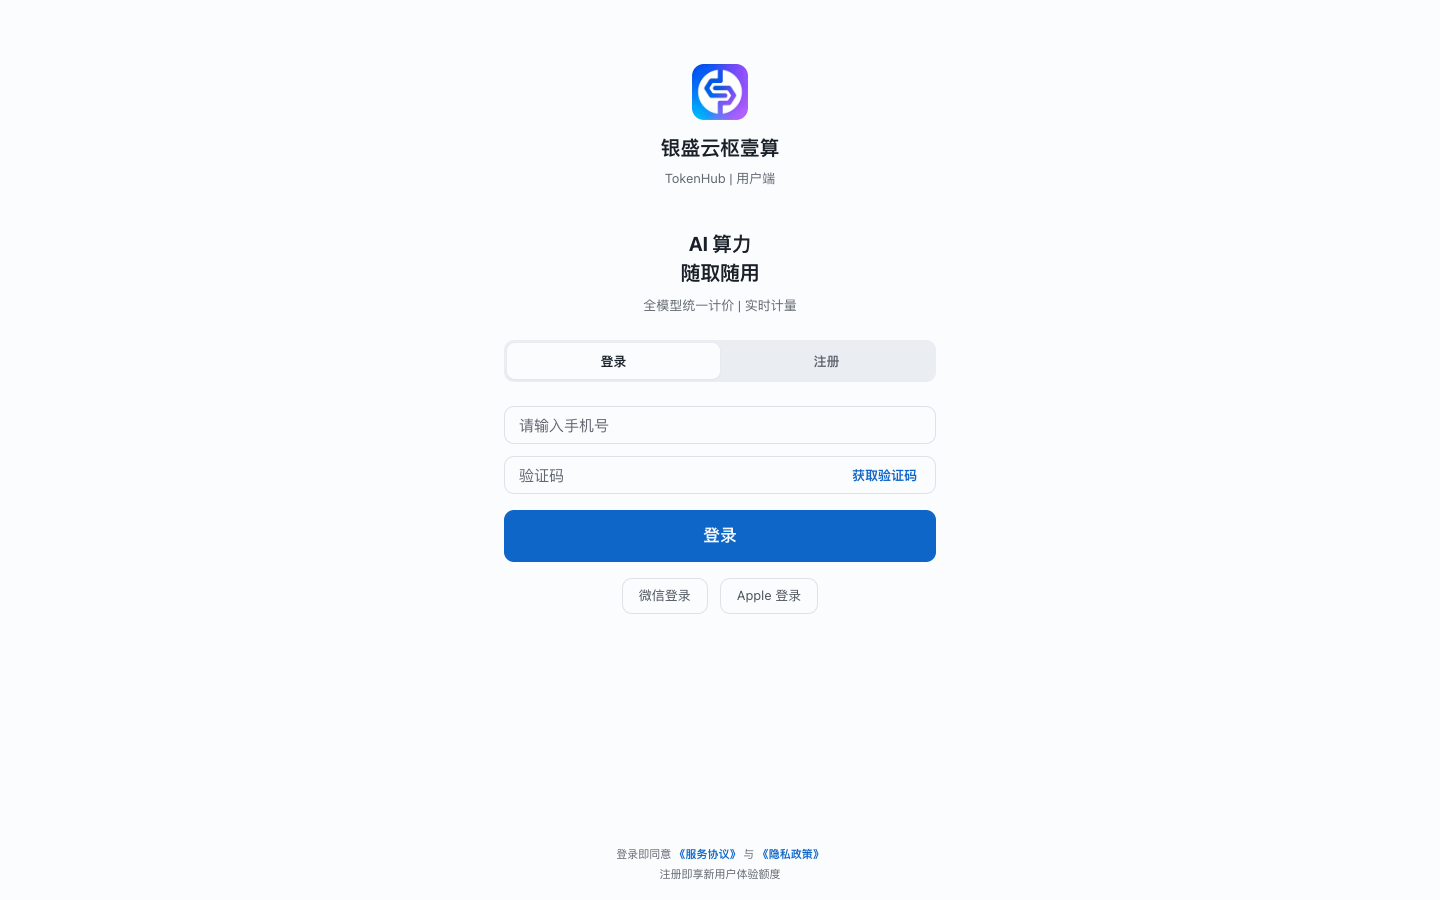 银盛云枢壹算
TokenHub | 用户端
AI 算力
随取随用
全模型统一计价 | 实时计量
登录 注册
请输入手机号
验证码 获取验证码
登录
微信登录 Apple 登录
登录即同意 《服务协议》 与 《隐私政策》
注册即享新用户体验额度